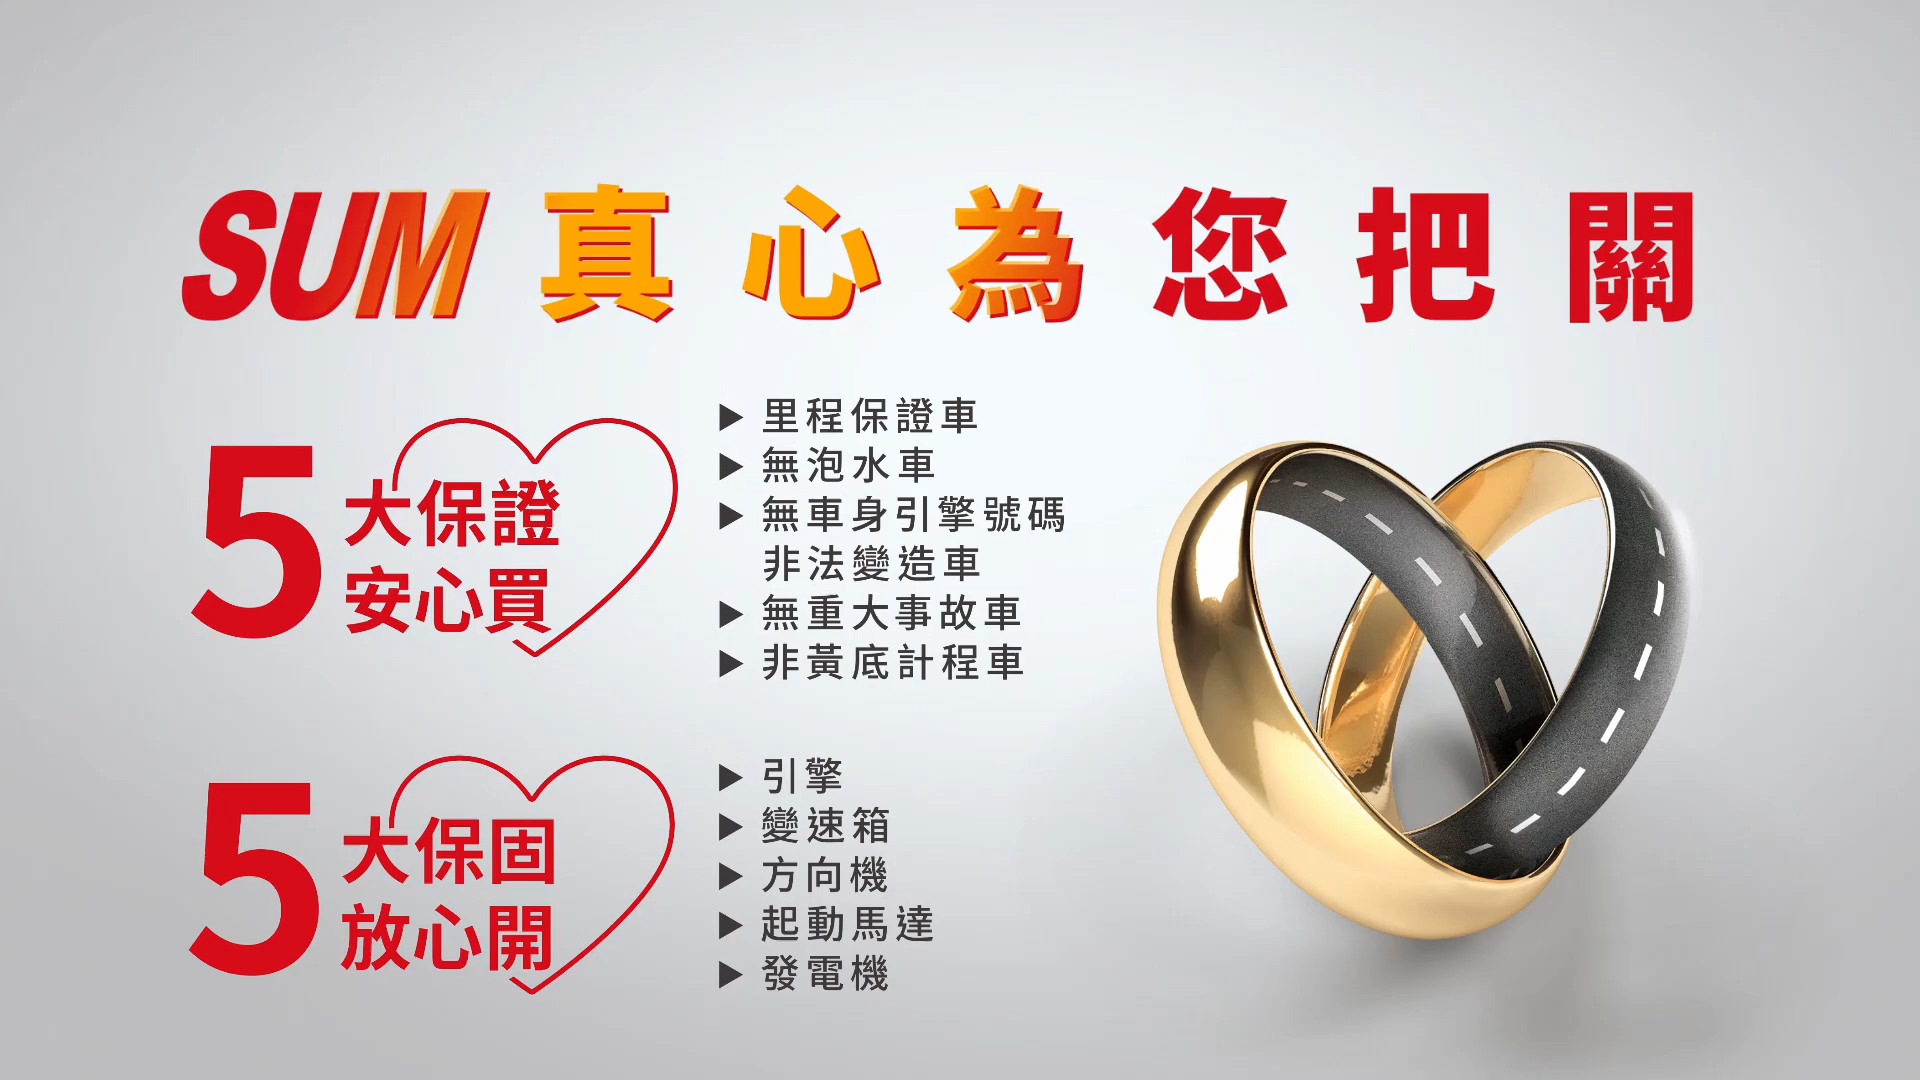 SUM 真心為您把關
5大保證
安心買
▶ 里程保證車
▶ 無泡水車
▶ 無車身引擎號碼
非法變造車
▶ 無重大事故車
▶ 非黃底計程車
5大保固
放心開
▶ 引擎
▶ 變速箱
▶ 方向機
▶ 起動馬達
▶ 發電機